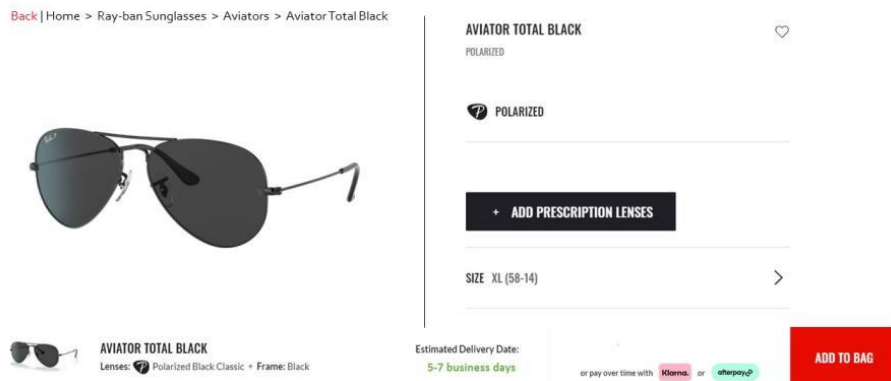 Back | Home > Ray-ban Sunglasses > Aviators > Aviator Total Black
AVIATOR TOTAL BLACK
POLARIZED
P POLARIZED
+ ADD PRESCRIPTION LENSES
SIZE XL (58-14)
AVIATOR TOTAL BLACK
Lenses: P Polarized Black Classic + Frame: Black
Estimated Delivery Date:
5-7 business days
or pay over time with Klarna. or afterpay
ADD TO BAG